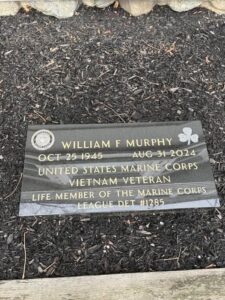 WILLIAM F MURPHY
OCT 25 1945 AUG 31 2024
UNITED STATES MARINE CORPS
VIETNAM VETERAN
LIFE MEMBER OF THE MARINE CORPS
LEAGUE DET #1285